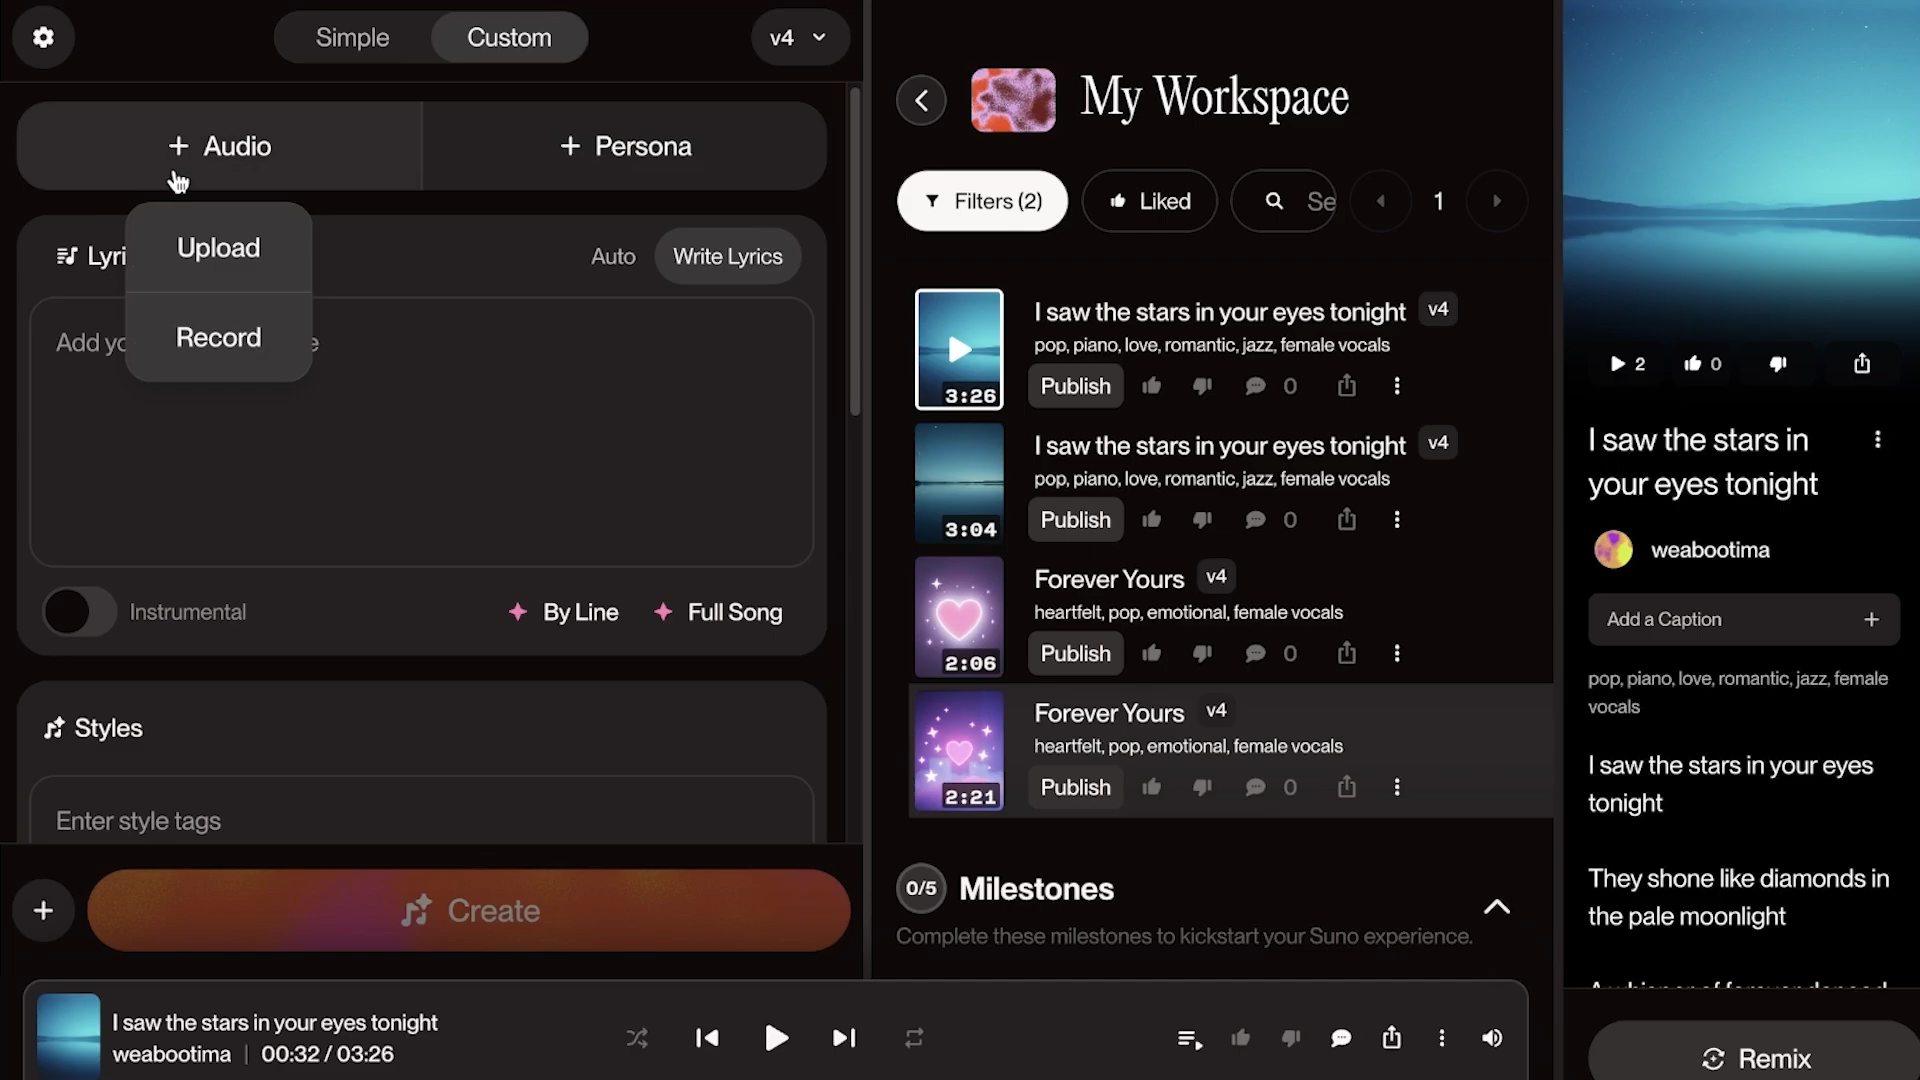 Simple
Custom
v4
+ Audio
+ Persona
Upload
Record
Lyri
Auto
Write Lyrics
Add yo
e
Instrumental
By Line
Full Song
Styles
Enter style tags
+
Create
My Workspace
Filters (2)
Liked
Se
1
I saw the stars in your eyes tonight v4
pop, piano, love, romantic, jazz, female vocals
3:26
Publish
0
I saw the stars in your eyes tonight v4
pop, piano, love, romantic, jazz, female vocals
3:04
Publish
0
Forever Yours v4
heartfelt, pop, emotional, female vocals
2:06
Publish
0
Forever Yours v4
heartfelt, pop, emotional, female vocals
2:21
Publish
0
0/5 Milestones
Complete these milestones to kickstart your Suno experience.
2
0
I saw the stars in
your eyes tonight
weabootima
Add a Caption +
pop, piano, love, romantic, jazz, female
vocals
I saw the stars in your eyes
tonight
They shone like diamonds in
the pale moonlight
Remix
I saw the stars in your eyes tonight
weabootima | 00:32 / 03:26